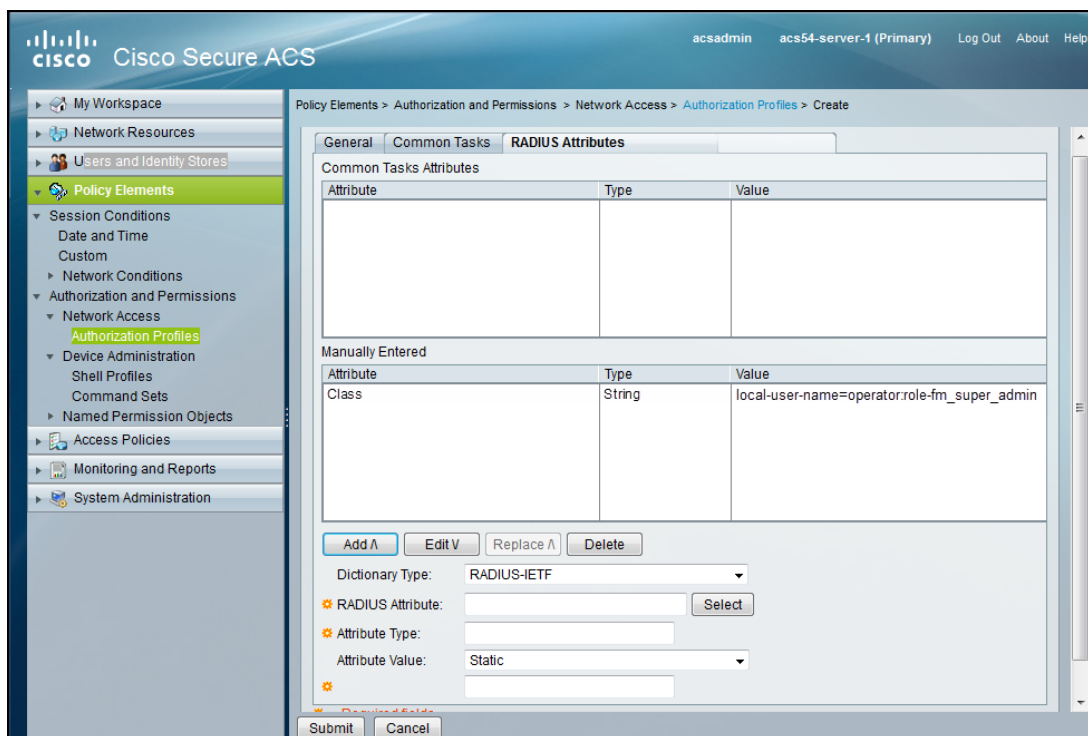 cisco Cisco Secure ACS
acsadmin acs54-server-1 (Primary) Log Out About Help
My Workspace
Network Resources
Users and Identity Stores
Policy Elements
Session Conditions
Date and Time
Custom
Network Conditions
Authorization and Permissions
Network Access
Authorization Profiles
Device Administration
Shell Profiles
Command Sets
Named Permission Objects
Access Policies
Monitoring and Reports
System Administration
Policy Elements > Authorization and Permissions > Network Access > Authorization Profiles > Create
General Common Tasks RADIUS Attributes
Common Tasks Attributes
Attribute Type Value
Manually Entered
Attribute Type Value
Class String local-user-name=operator:role-fm_super_admin
Add /\ Edit V Replace /\ Delete
Dictionary Type: RADIUS-IETF
RADIUS Attribute: Select
Attribute Type:
Attribute Value: Static
Required fields
Submit Cancel